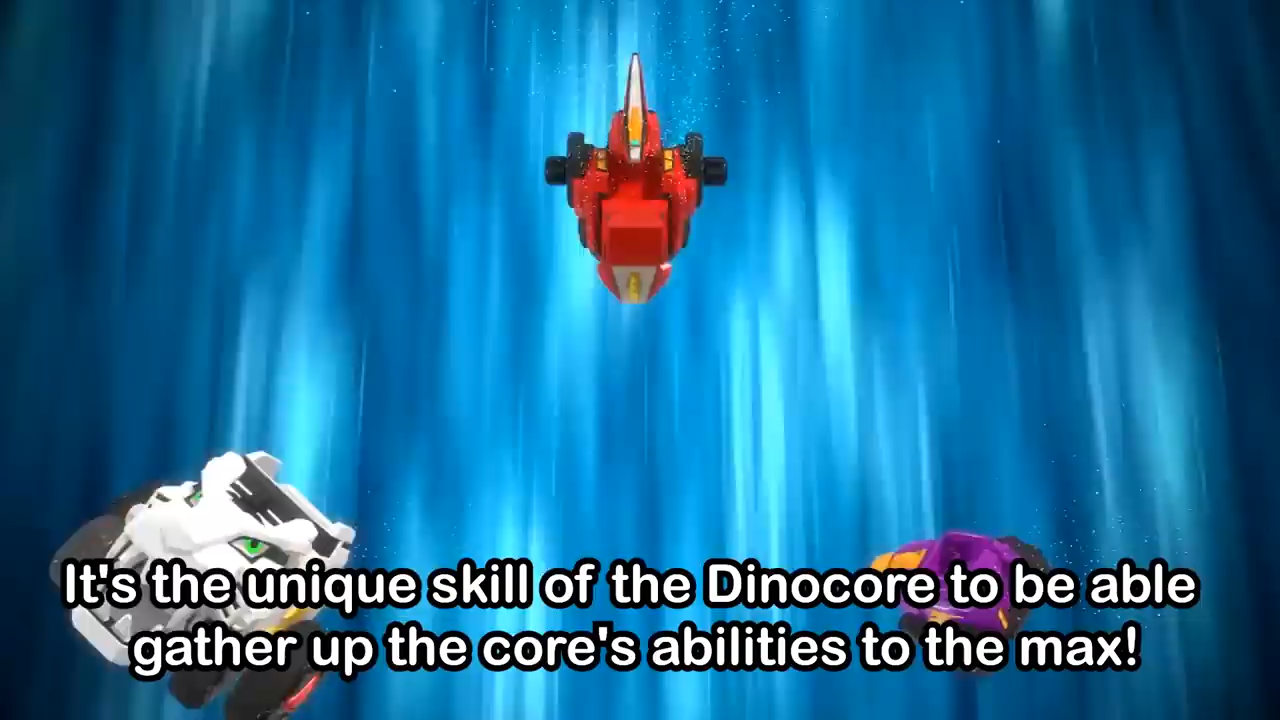 It's the unique skill of the Dinocore to be able
gather up the core's abilities to the max!